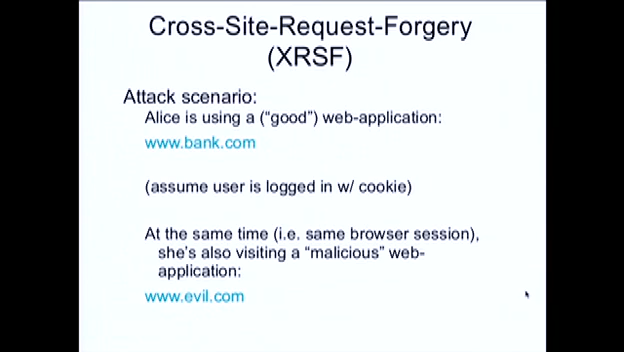 Cross-Site-Request-Forgery
(XRSF)
Attack scenario:
Alice is using a (“good”) web-application:
www.bank.com
(assume user is logged in w/ cookie)
At the same time (i.e. same browser session),
she’s also visiting a “malicious” web-
application:
www.evil.com